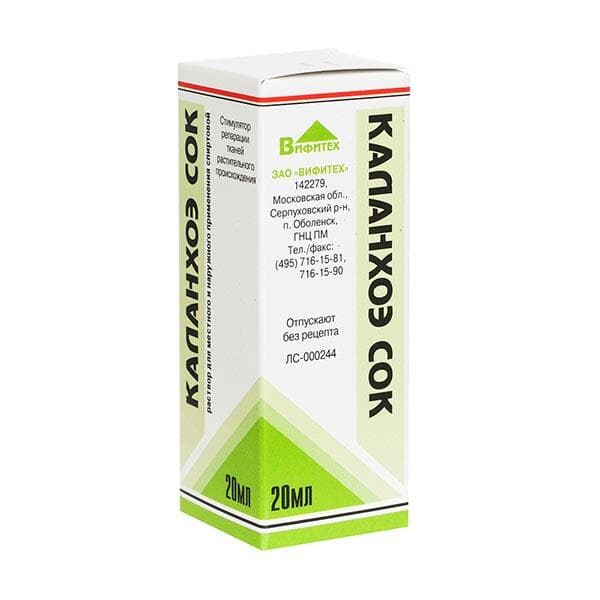 Стимулятор
репарации
тканей
растительного
происхождения
КАЛАНХОЭ СОК
раствор для местного и наружного применения спиртовой
20мл
ВИФИТЕХ
ЗАО «ВИФИТЕХ»
142279,
Московская обл.,
Серпуховский р-н,
п. Оболенск,
ГНЦ ПМ
Тел./факс:
(495) 716-15-81,
716-15-90
Отпускают
без рецепта
ЛС-000244
КАЛАНХОЭ СОК
20мл